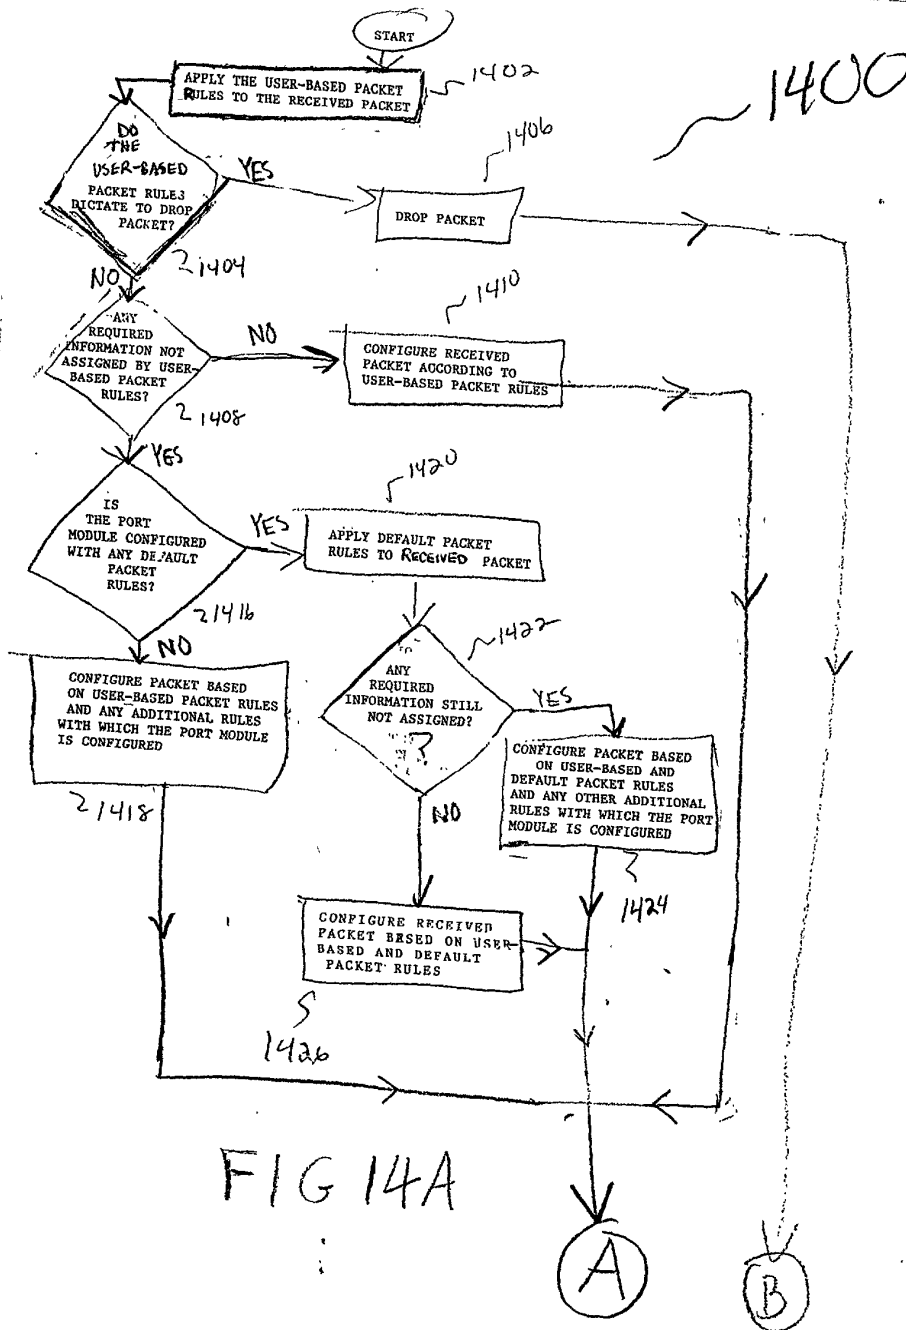 START
1400
APPLY THE USER-BASED PACKET
RULES TO THE RECEIVED PACKET
1402
DO
THE
USER-BASED
PACKET RULES
DICTATE TO DROP
PACKET?
1404
YES
DROP PACKET
1406
NO
ANY
REQUIRED
INFORMATION NOT
ASSIGNED BY USER-
BASED PACKET
RULES?
1408
NO
CONFIGURE RECEIVED
PACKET ACCORDING TO
USER-BASED PACKET RULES
1410
YES
IS
THE PORT
MODULE CONFIGURED
WITH ANY DEFAULT
PACKET
RULES?
1416
YES
APPLY DEFAULT PACKET
RULES TO RECEIVED PACKET
1420
NO
CONFIGURE PACKET BASED
ON USER-BASED PACKET RULES
AND ANY ADDITIONAL RULES
WITH WHICH THE PORT MODULE
IS CONFIGURED
1418
ANY
REQUIRED
INFORMATION STILL
NOT ASSIGNED?
?
1422
YES
CONFIGURE PACKET BASED
ON USER-BASED AND
DEFAULT PACKET RULES
AND ANY OTHER ADDITIONAL
RULES WITH WHICH THE PORT
MODULE IS CONFIGURED
1424
NO
CONFIGURE RECEIVED
PACKET BASED ON USER-
BASED AND DEFAULT
PACKET RULES
1426
FIG 14A
A
B